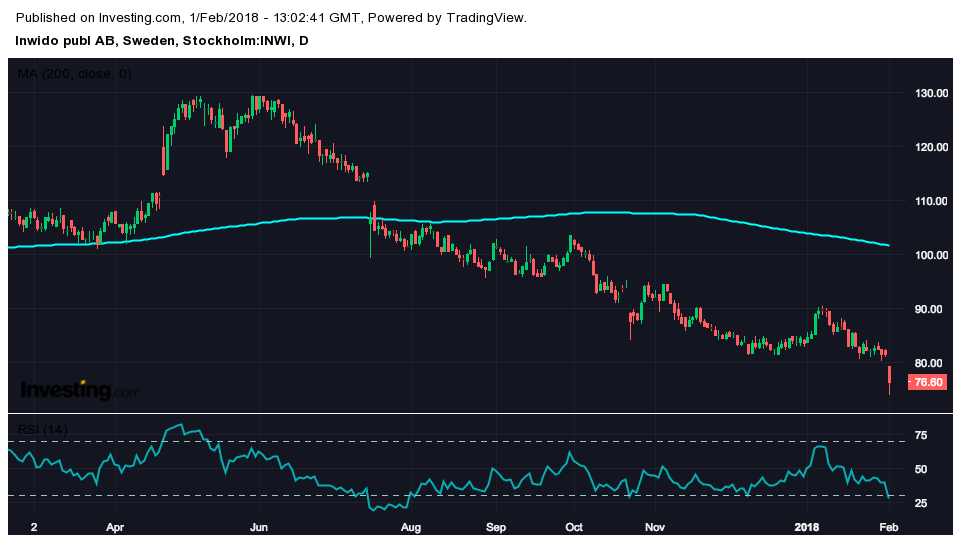 Published on Investing.com, 1/Feb/2018 - 13:02:41 GMT, Powered by TradingView.
Inwido publ AB, Sweden, Stockholm:INWI, D
MA (200, close, 0)
130.00
120.00
110.00
100.00
90.00
80.00
76.60
Investing.com
RSI (14)
75
50
25
2 Apr Jun Aug Sep Oct Nov 2018 Feb